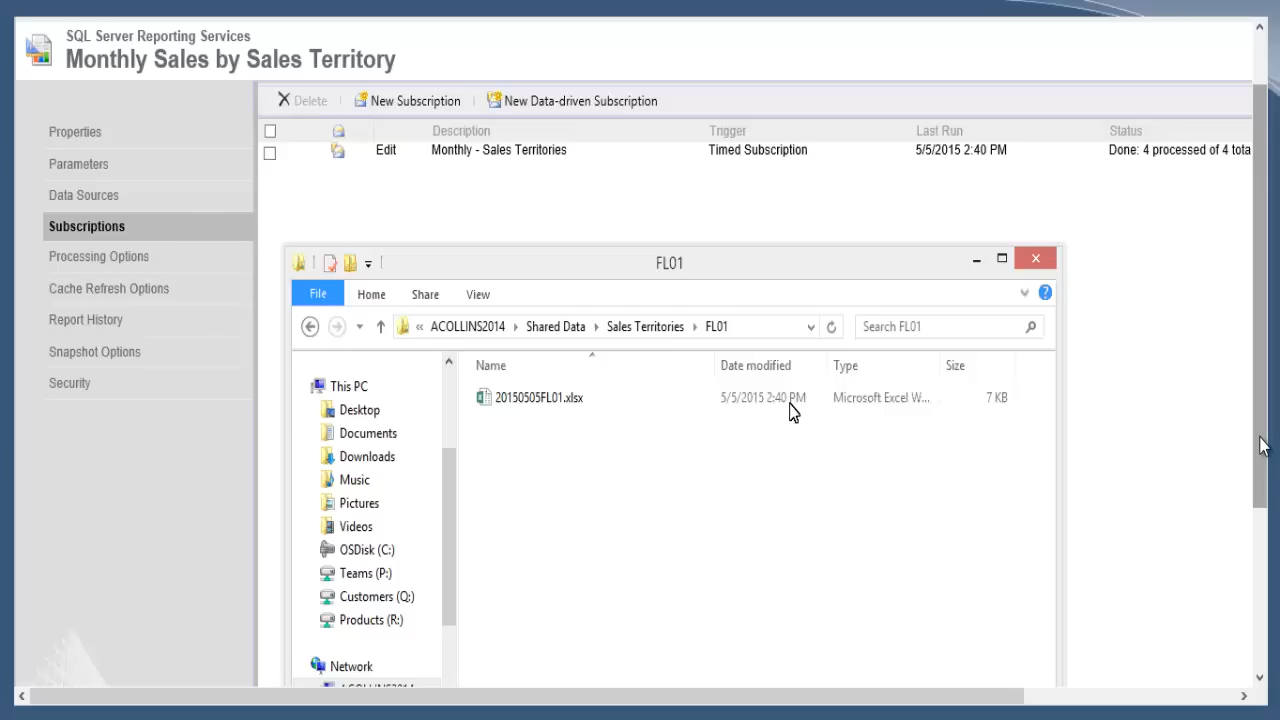 SQL Server Reporting Services
Monthly Sales by Sales Territory
Properties
Parameters
Data Sources
Subscriptions
Processing Options
Cache Refresh Options
Report History
Snapshot Options
Security
Delete New Subscription New Data-driven Subscription
Description Trigger Last Run Status
Edit Monthly - Sales Territories Timed Subscription 5/5/2015 2:40 PM Done: 4 processed of 4 tota
FL01
File Home Share View
« ACOLLINS2014 Shared Data Sales Territories FL01 Search FL01
Name Date modified Type Size
20150505FL01.xlsx 5/5/2015 2:40 PM Microsoft Excel W... 7 KB
This PC
Desktop
Documents
Downloads
Music
Pictures
Videos
OSDisk (C:)
Teams (P:)
Customers (Q:)
Products (R:)
Network